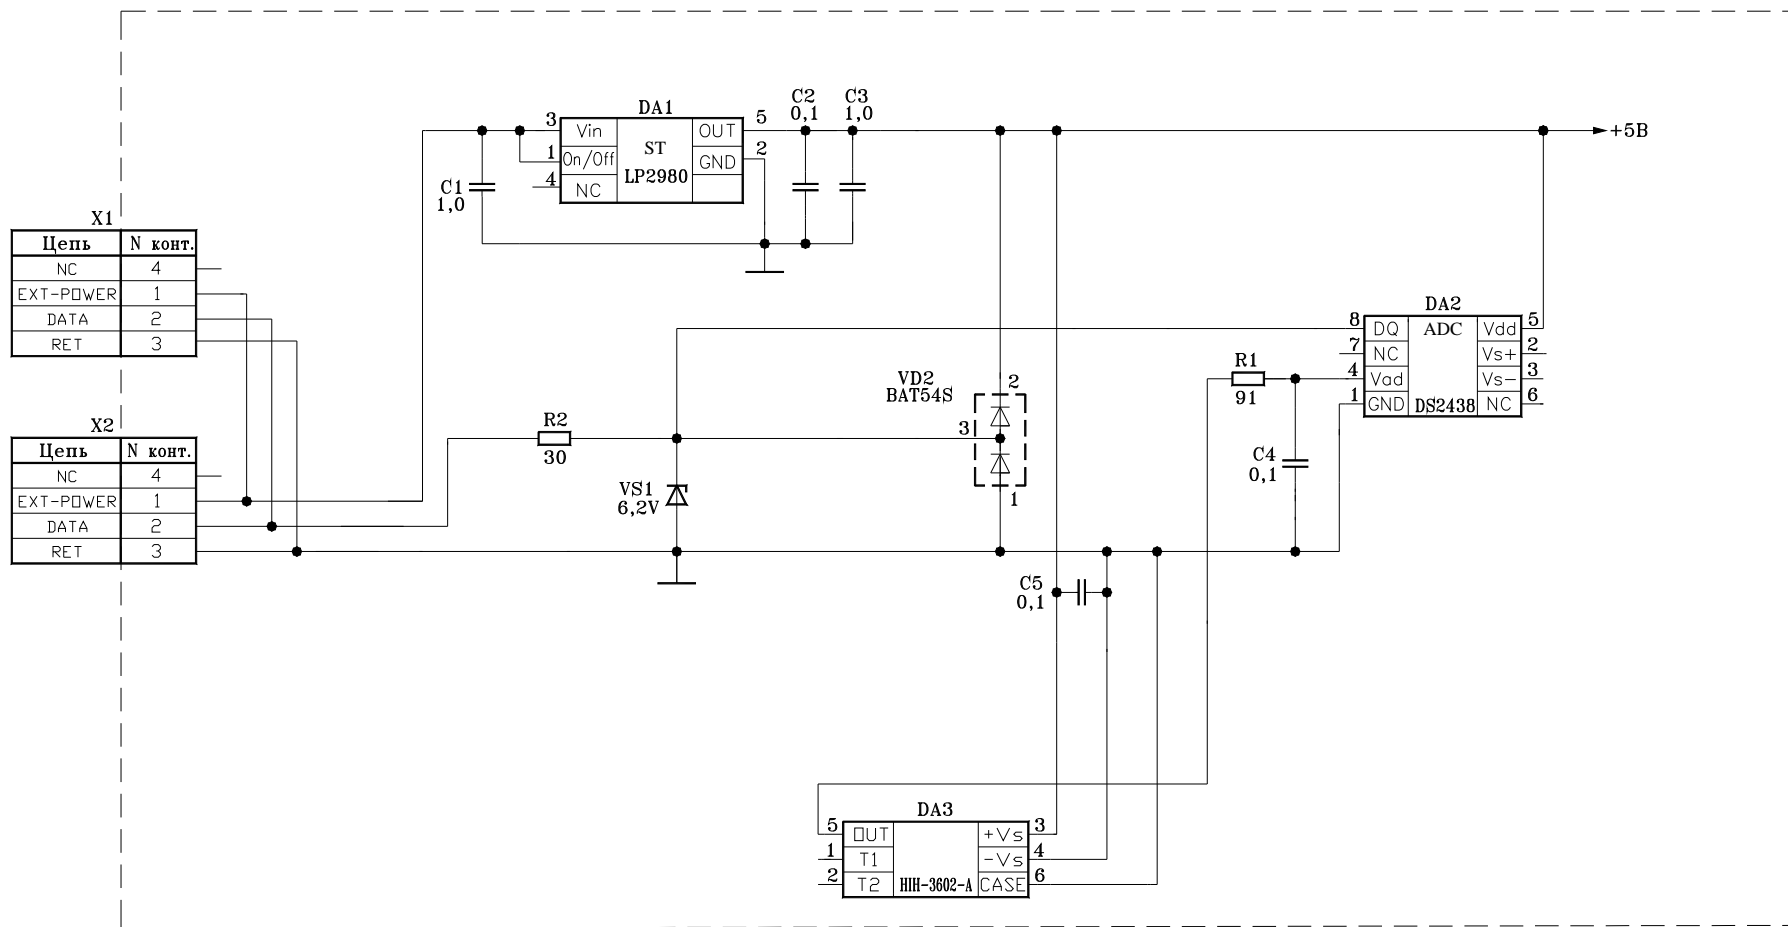 DA1
3 Vin OUT 5
1 On/Off GND 2
4 NC
ST
LP2980
C2
0,1
C3
1,0
+5В
C1
1,0
X1
Цепь N конт.
NC 4
EXT-POWER 1
DATA 2
RET 3
X2
Цепь N конт.
NC 4
EXT-POWER 1
DATA 2
RET 3
R2
30
VS1
6,2V
VD2
BAT54S
2
3
1
DA2
8 DQ ADC Vdd 5
7 NC Vs+ 2
4 Vad Vs- 3
1 GND DS2438 NC 6
R1
91
C4
0,1
C5
0,1
DA3
5 OUT +Vs 3
1 T1 -Vs 4
2 T2 HIH-3602-A CASE 6